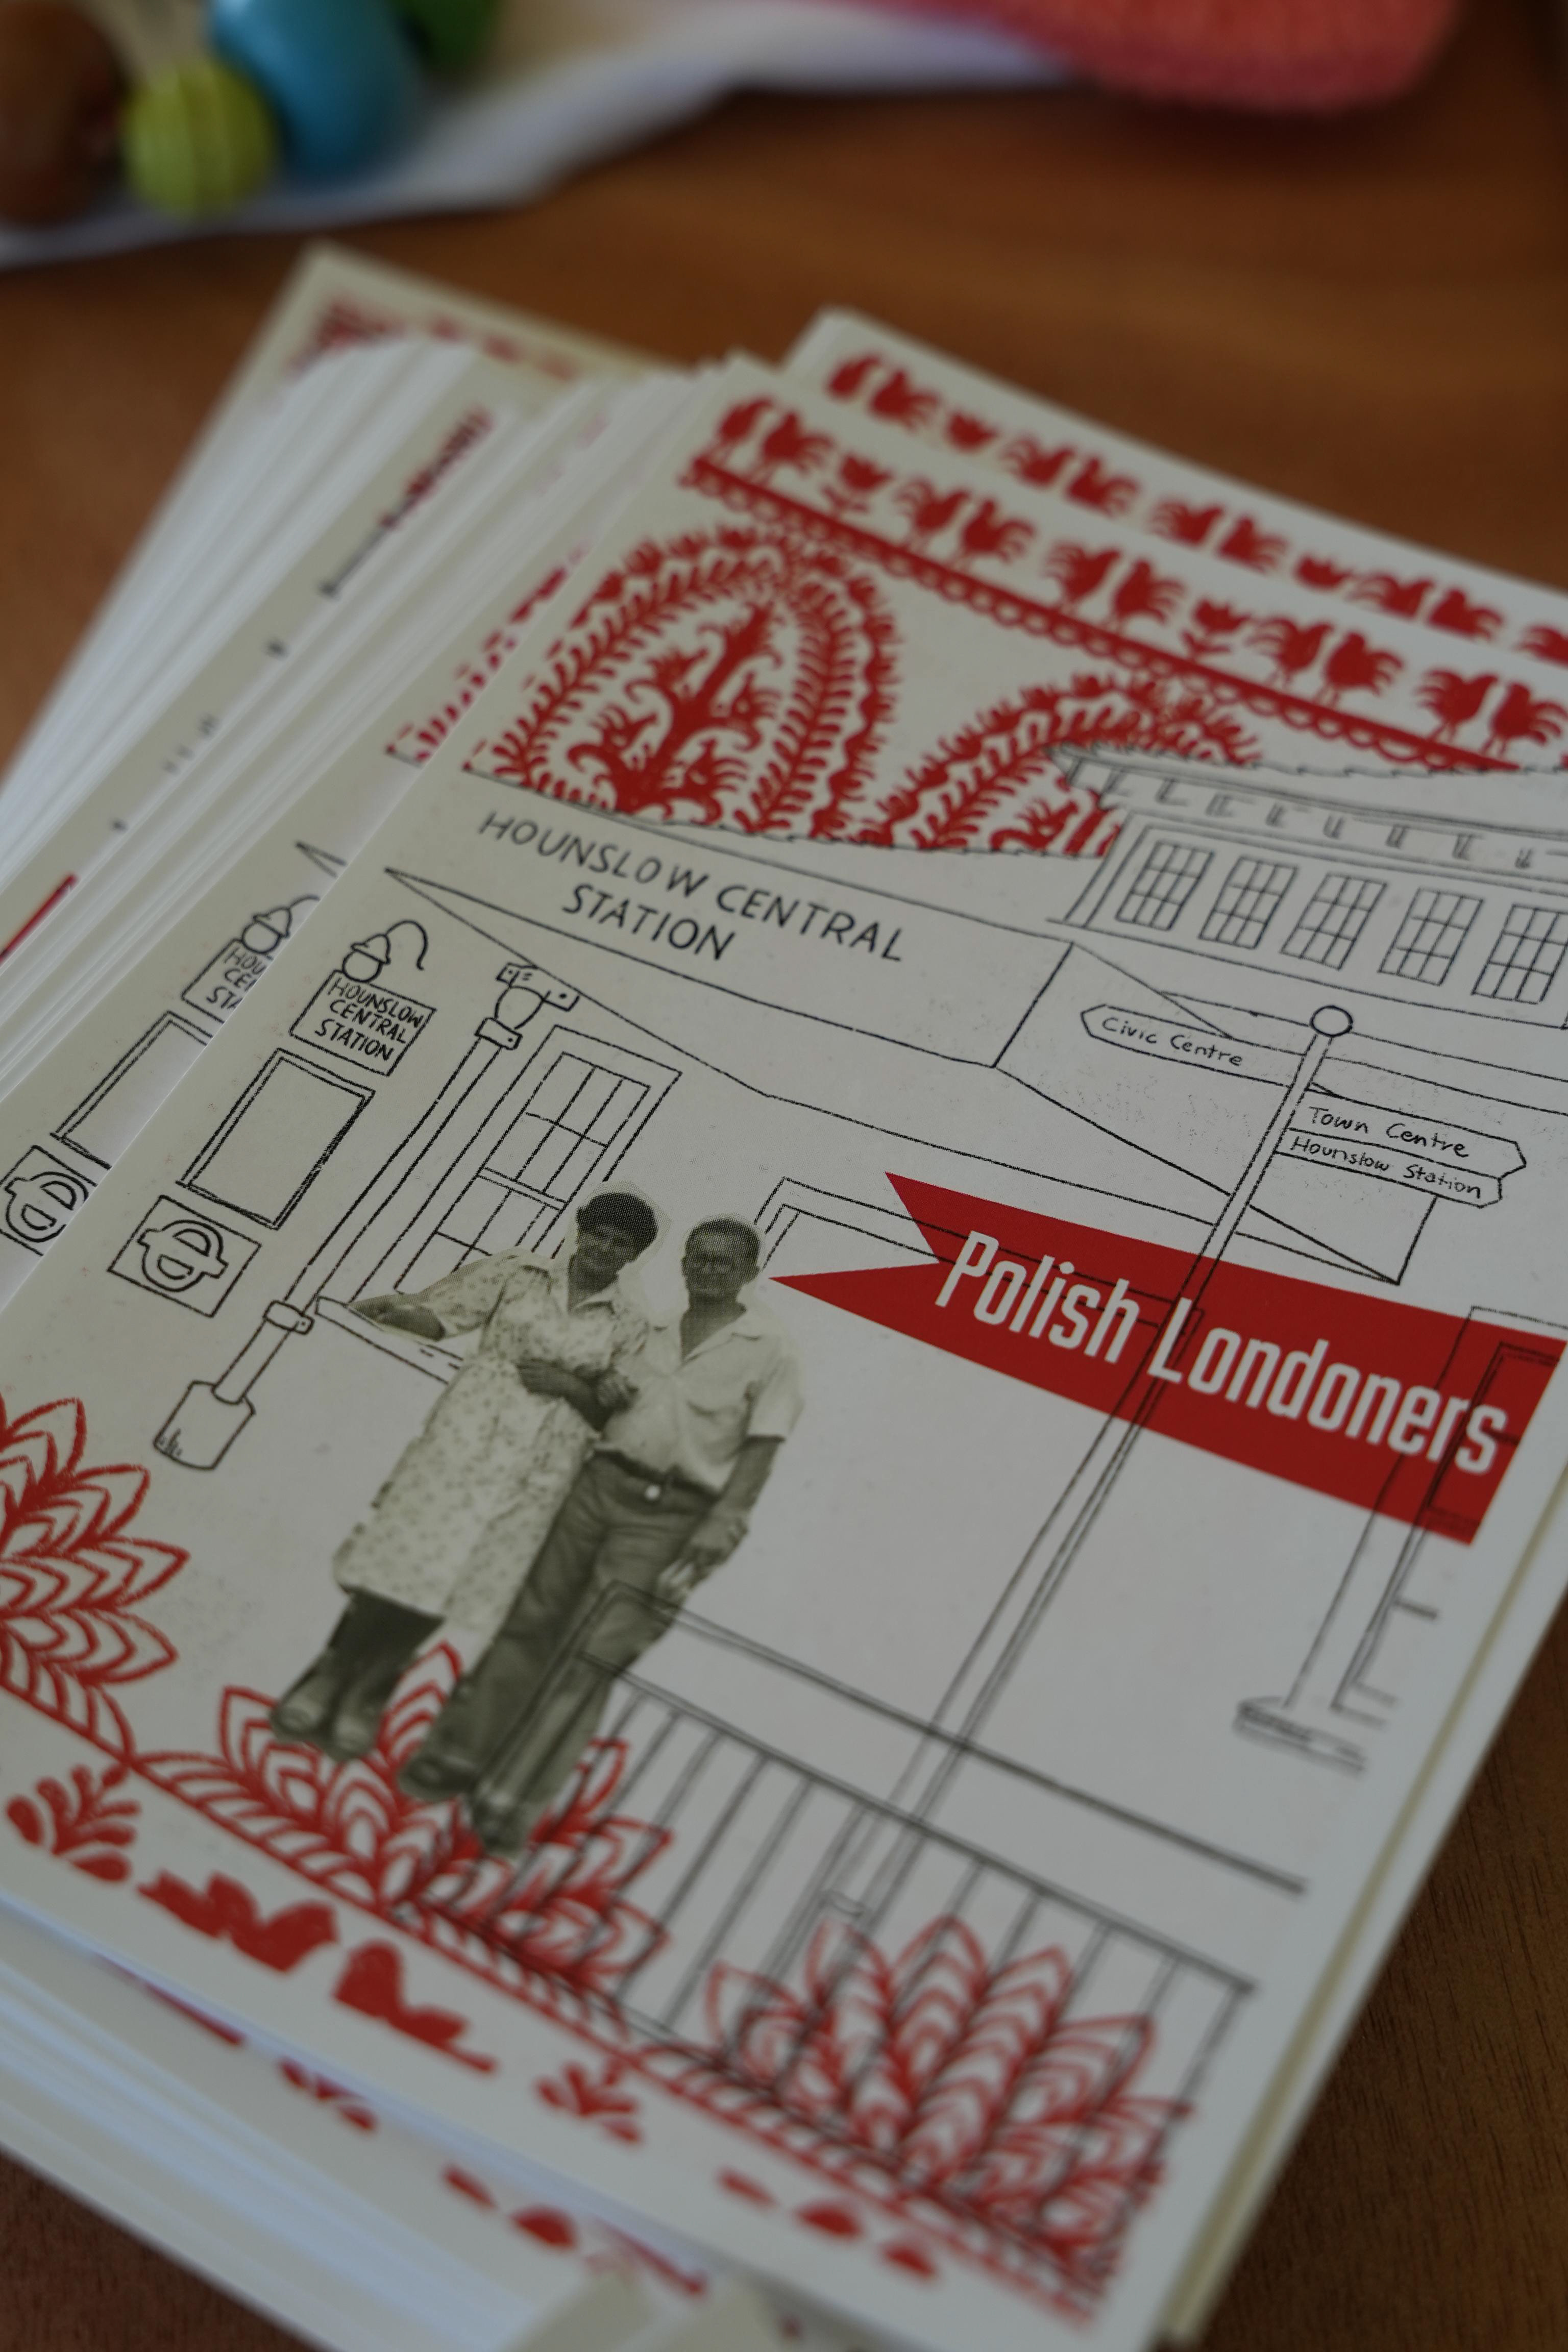 HOUNSLOW CENTRAL
STATION
HOUNSLOW
CENTRAL
STATION
Civic Centre
Town Centre
Hounslow Station
Polish Londoners